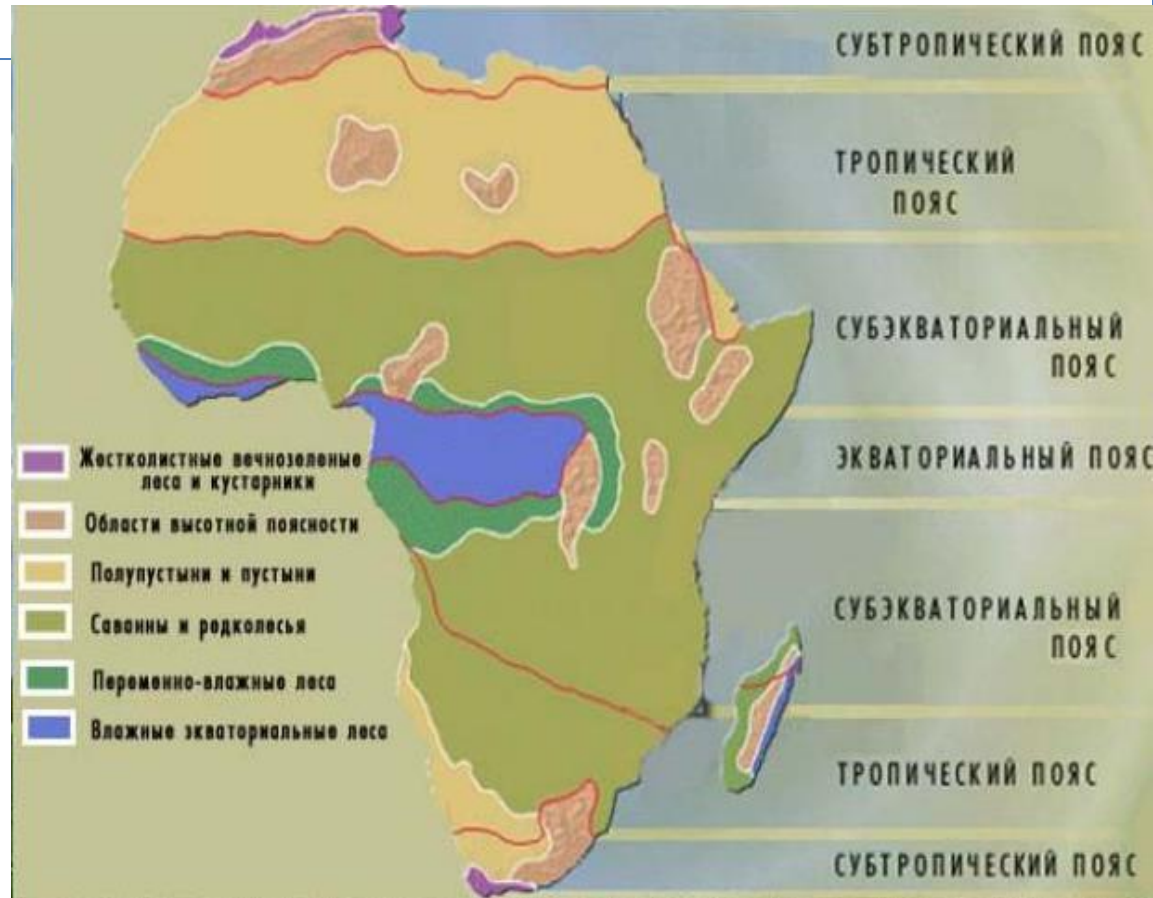 СУБТРОПИЧЕСКИЙ ПОЯС
ТРОПИЧЕСКИЙ
ПОЯС
СУБЭКВАТОРИАЛЬНЫЙ
ПОЯС
ЭКВАТОРИАЛЬНЫЙ ПОЯС
СУБЭКВАТОРИАЛЬНЫЙ
ПОЯС
ТРОПИЧЕСКИЙ ПОЯС
СУБТРОПИЧЕСКИЙ ПОЯС
Жестколистные вечнозеленые
леса и кустарники
Области высотной поясности
Полупустыни и пустыни
Саванны и родколесья
Переменно-влажные леса
Влажные экваториальные леса